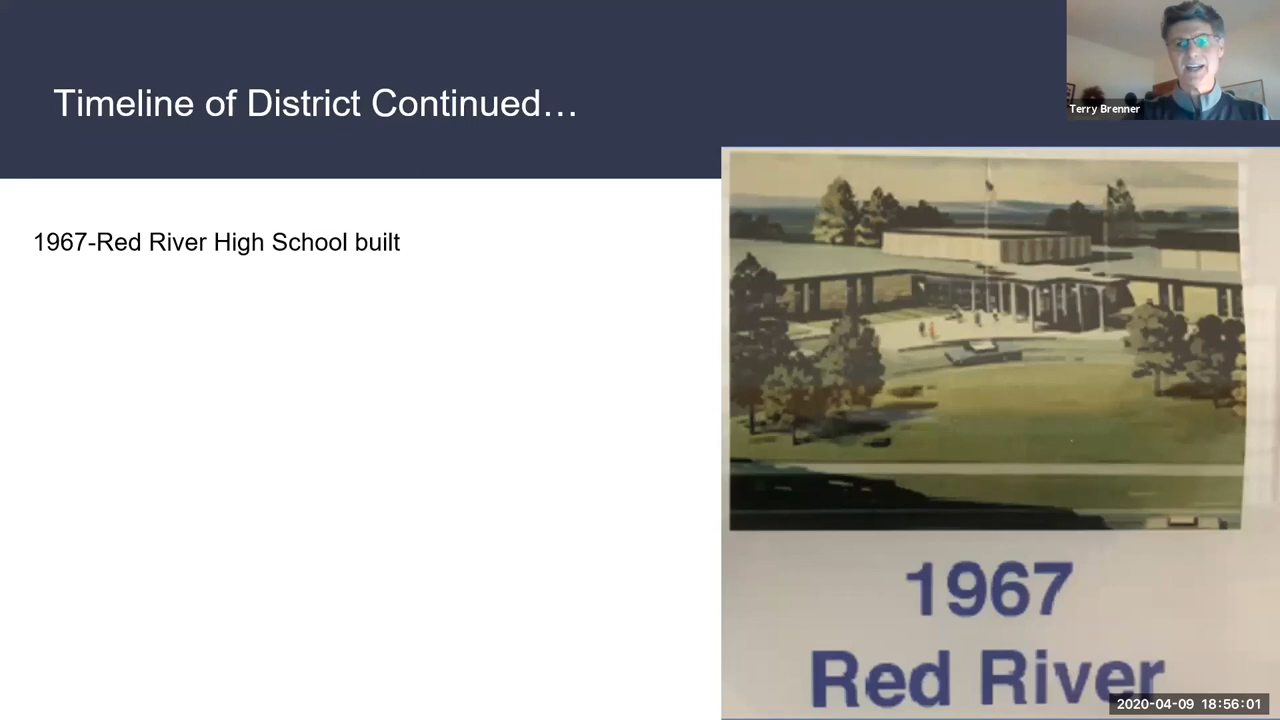 Timeline of District Continued…
Terry Brenner
1967-Red River High School built
1967
Red River
2020-04-09 18:56:01